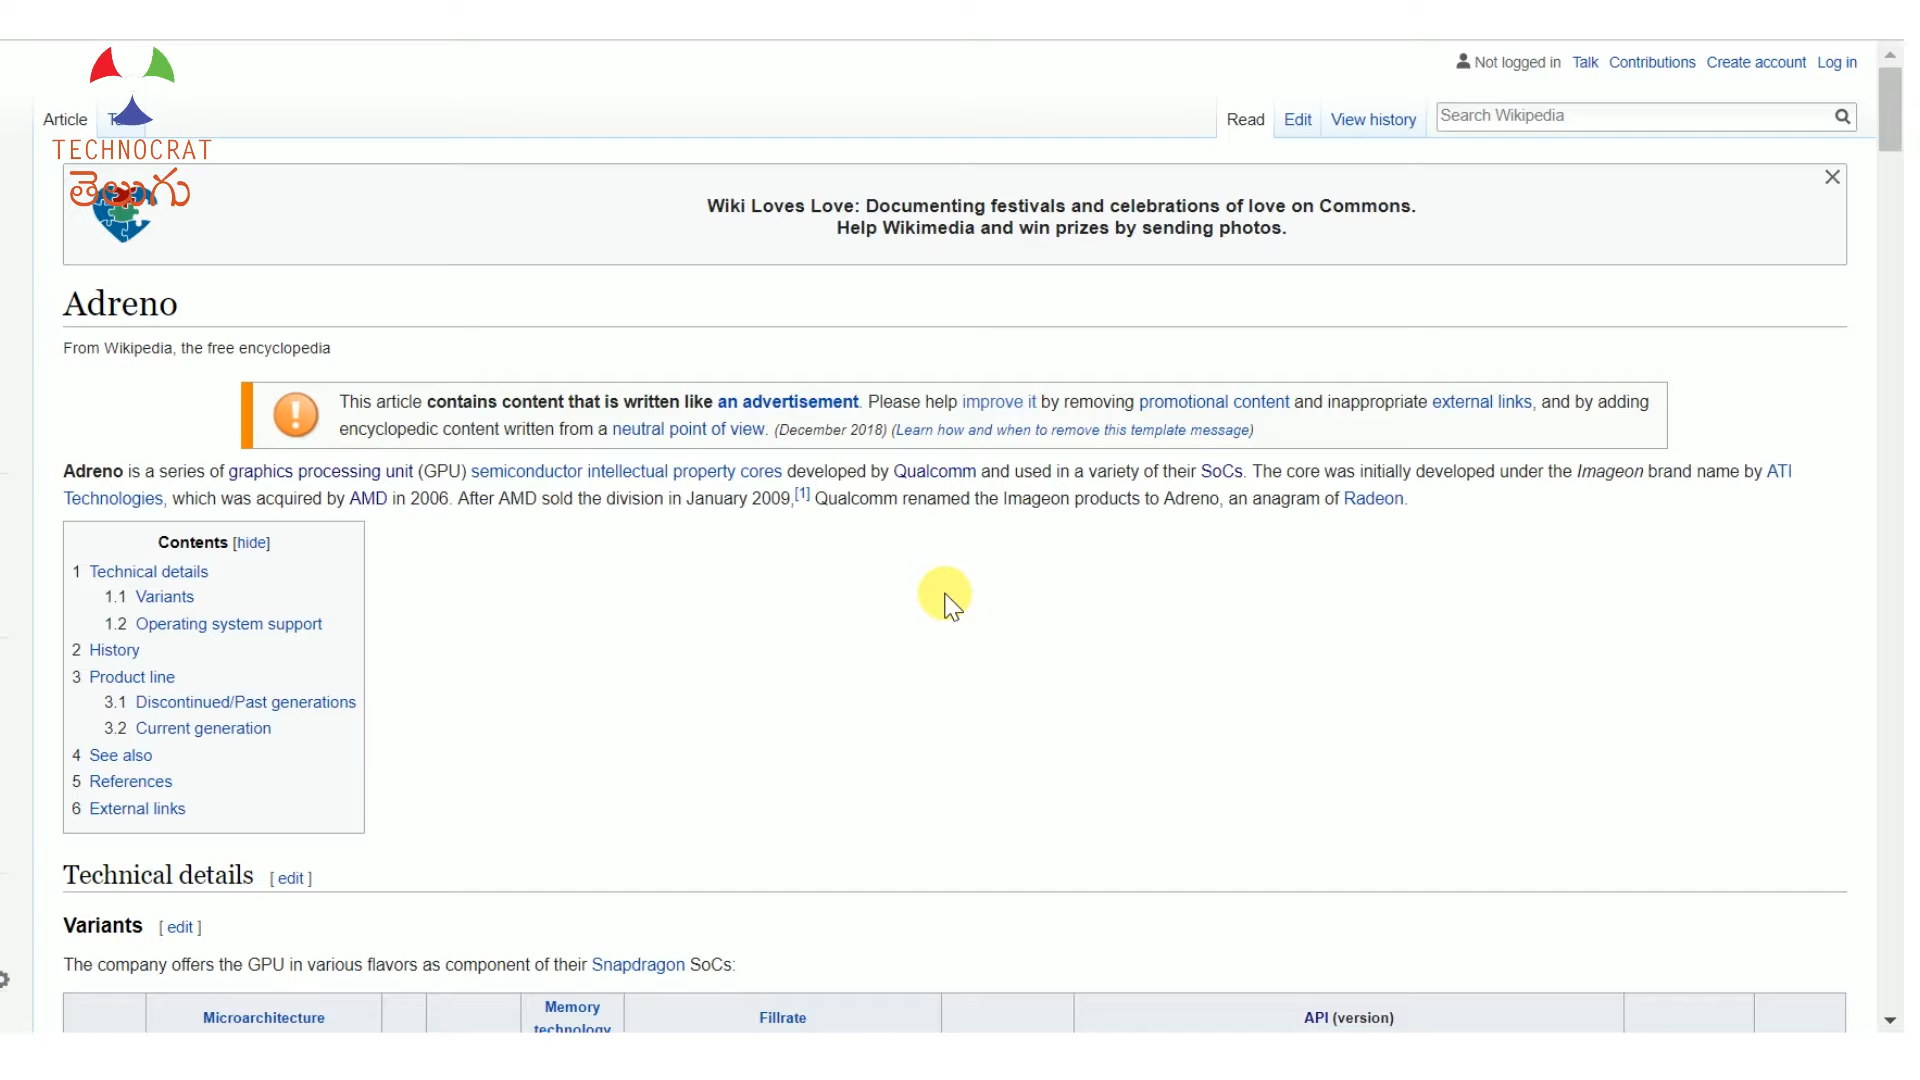 Not logged in Talk Contributions Create account Log in
Article
Read Edit View history Search Wikipedia
TECHNOCRAT
తెలుగు
Wiki Loves Love: Documenting festivals and celebrations of love on Commons.
Help Wikimedia and win prizes by sending photos.
Adreno
From Wikipedia, the free encyclopedia
This article contains content that is written like an advertisement. Please help improve it by removing promotional content and inappropriate external links, and by adding
encyclopedic content written from a neutral point of view. (December 2018) (Learn how and when to remove this template message)
Adreno is a series of graphics processing unit (GPU) semiconductor intellectual property cores developed by Qualcomm and used in a variety of their SoCs. The core was initially developed under the Imageon brand name by ATI
Technologies, which was acquired by AMD in 2006. After AMD sold the division in January 2009,[1] Qualcomm renamed the Imageon products to Adreno, an anagram of Radeon.
Contents [hide]
1 Technical details
1.1 Variants
1.2 Operating system support
2 History
3 Product line
3.1 Discontinued/Past generations
3.2 Current generation
4 See also
5 References
6 External links
Technical details [ edit ]
Variants [ edit ]
The company offers the GPU in various flavors as component of their Snapdragon SoCs:
Microarchitecture
Memory
technology
Fillrate
API (version)